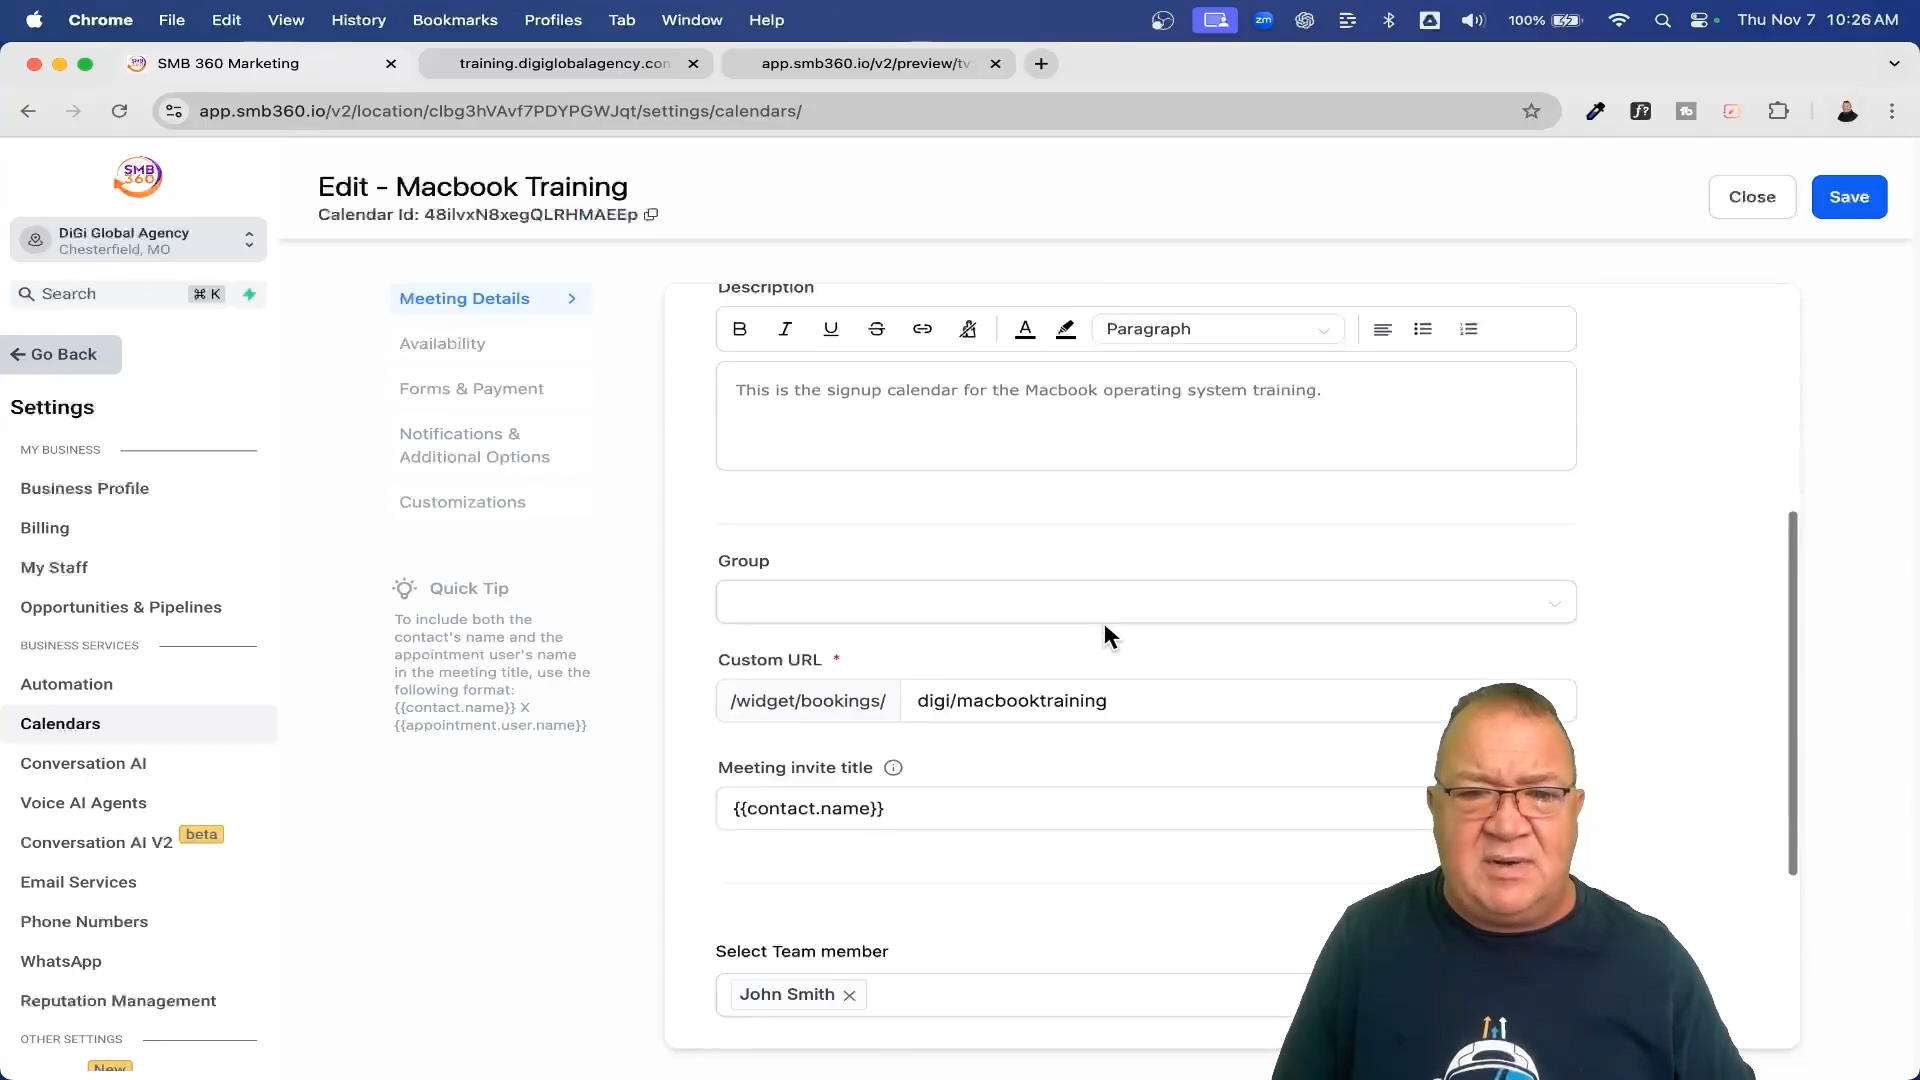 Chrome File Edit View History Bookmarks Profiles Tab Window Help
zm
100%
Thu Nov 7 10:26 AM
SMB 360 Marketing
training.digiglobalagency.com
app.smb360.io/v2/preview/tv
app.smb360.io/v2/location/clbg3hVAvf7PDYPGWJqt/settings/calendars/
f?
tb
SMB
360
DiGi Global Agency
Chesterfield, MO
Search
⌘ K
Go Back
Settings
MY BUSINESS
Business Profile
Billing
My Staff
Opportunities & Pipelines
BUSINESS SERVICES
Automation
Calendars
Conversation AI
Voice AI Agents
Conversation AI V2 beta
Email Services
Phone Numbers
WhatsApp
Reputation Management
OTHER SETTINGS
New
Edit - Macbook Training
Calendar Id: 48ilvxN8xegQLRHMAEEp
Close
Save
Meeting Details
Availability
Forms & Payment
Notifications &
Additional Options
Customizations
Quick Tip
To include both the
contact's name and the
appointment user's name
in the meeting title, use the
following format:
{{contact.name}} X
{{appointment.user.name}}
Description
B I U S A Paragraph
This is the signup calendar for the Macbook operating system training.
Group
Custom URL *
/widget/bookings/ digi/macbooktraining
Meeting invite title
{{contact.name}}
Select Team member
John Smith